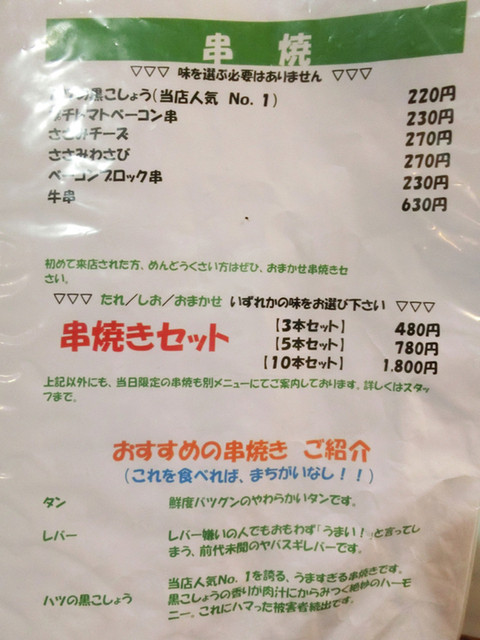 串 焼
▽▽▽ 味を選ぶ必要はありません ▽▽▽
の黒こしょう(当店人気 No.1) 220円
プチトマトベーコン串 230円
ささみチーズ 270円
ささみわさび 270円
ベーコンブロック串 230円
牛串 630円
初めて来店された方、めんどうくさい方はぜひ、おまかせ串焼きセ
さい。
▽▽▽ たれ/しお/おまかせ いずれかの味をお選び下さい ▽▽▽
串焼きセット
【3本セット】 480円
【5本セット】 780円
【10本セット】 1,800円
上記以外にも、当日限定の串焼も別メニューにてご案内しております。詳しくはスタッ
フまで。
おすすめの串焼き ご紹介
(これを食べれば、まちがいなし!!)
タン 鮮度バツグンのやわらかいタンです。
レバー レバー嫌いの人でもおもわず「うまい!」と言ってし
まう、前代未聞のヤバスギレバーです。
当店人気No.1を誇る、うますぎる串焼きです。
ハツの黒こしょう 黒こしょうの香りが肉汁にからみつく絶妙のハーモ
ニー。これにハマった被害者続出です。